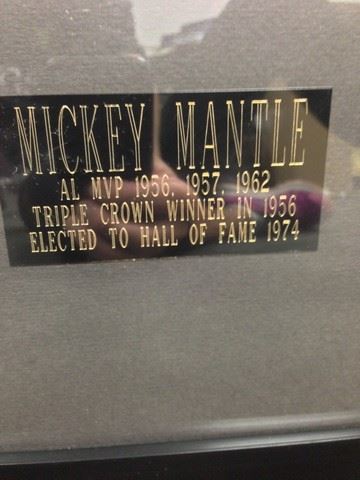 MICKEY MANTLE
AL MVP 1956, 1957, 1962
TRIPLE CROWN WINNER IN 1956
ELECTED TO HALL OF FAME 1974